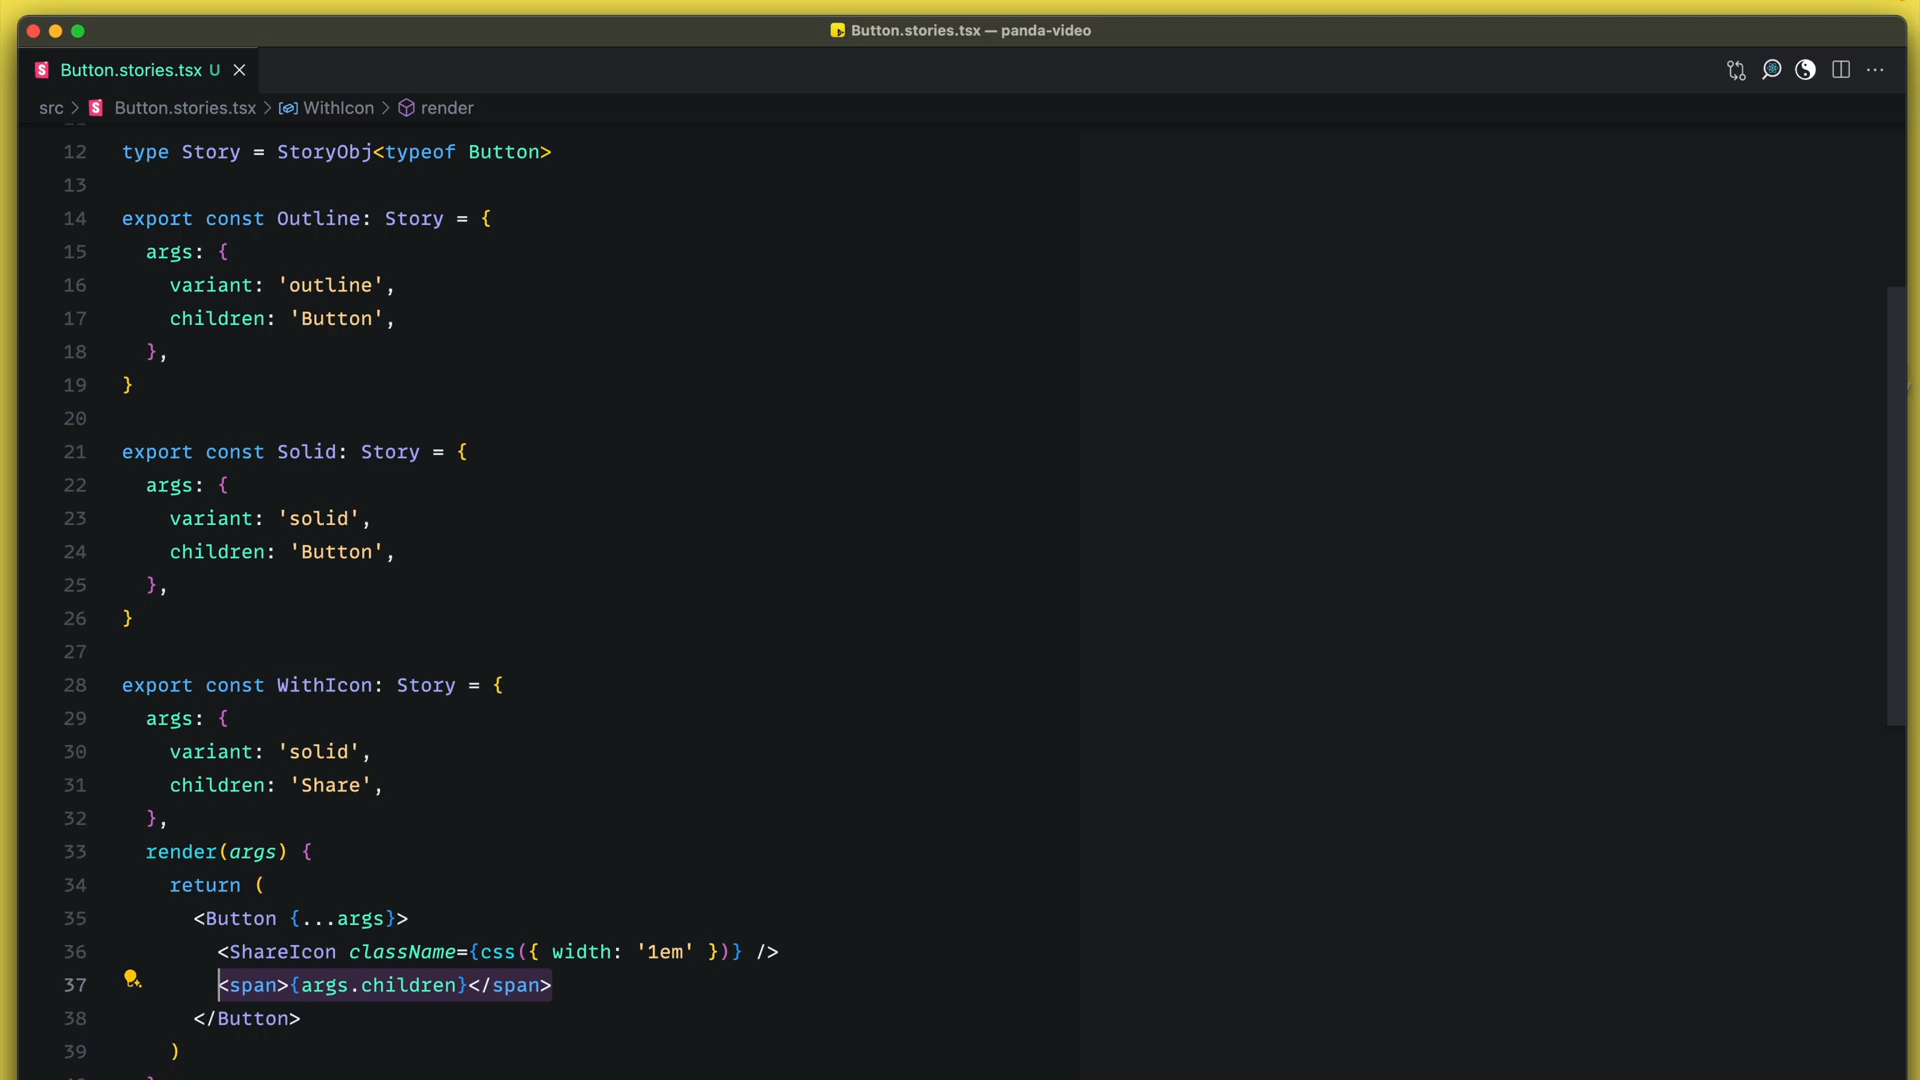 Button.stories.tsx — panda-video
Button.stories.tsx U
src > Button.stories.tsx > WithIcon > render
12 type Story = StoryObj<typeof Button>
13
14 export const Outline: Story = {
15 args: {
16 variant: 'outline',
17 children: 'Button',
18 },
19 }
20
21 export const Solid: Story = {
22 args: {
23 variant: 'solid',
24 children: 'Button',
25 },
26 }
27
28 export const WithIcon: Story = {
29 args: {
30 variant: 'solid',
31 children: 'Share',
32 },
33 render(args) {
34 return (
35 <Button {...args}>
36 <ShareIcon className={css({ width: '1em' })} />
37 <span>{args.children}</span>
38 </Button>
39 )